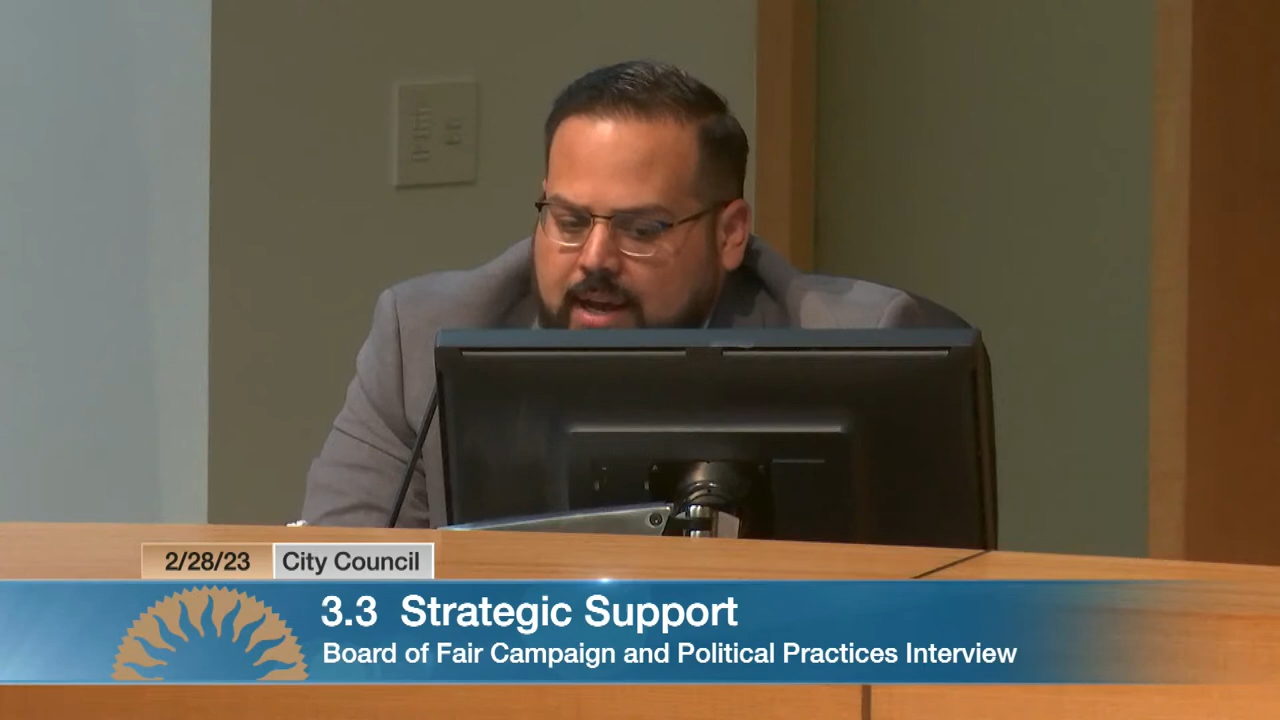 2/28/23 City Council
3.3 Strategic Support
Board of Fair Campaign and Political Practices Interview